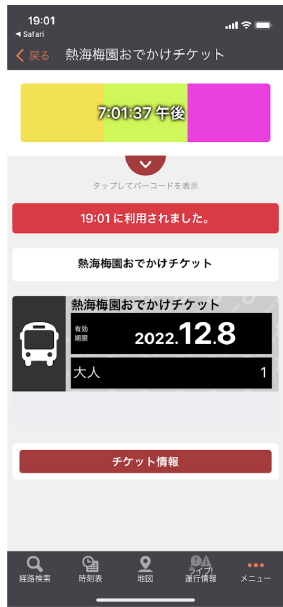 19:01
◀ Safari
戻る 熱海梅園おでかけチケット
7:01:37 午後
タップしてバーコードを表示
19:01 に利用されました。
熱海梅園おでかけチケット
熱海梅園おでかけチケット
有効
期限
2022.12.8
大人 1
チケット情報
経路検索 時刻表 地図 ライブ!運行情報 メニュー